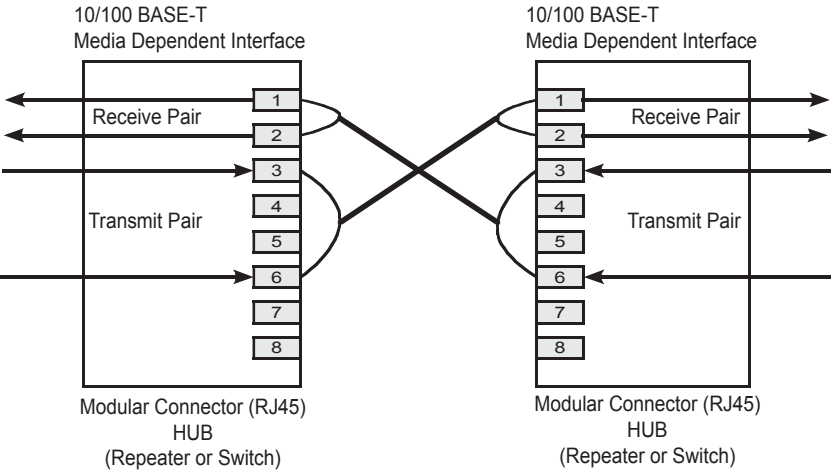 10/100 BASE-T
Media Dependent Interface
1
2
3
4
5
6
7
8
Receive Pair
Transmit Pair
Modular Connector (RJ45)
HUB
(Repeater or Switch)
10/100 BASE-T
Media Dependent Interface
1
2
3
4
5
6
7
8
Receive Pair
Transmit Pair
Modular Connector (RJ45)
HUB
(Repeater or Switch)